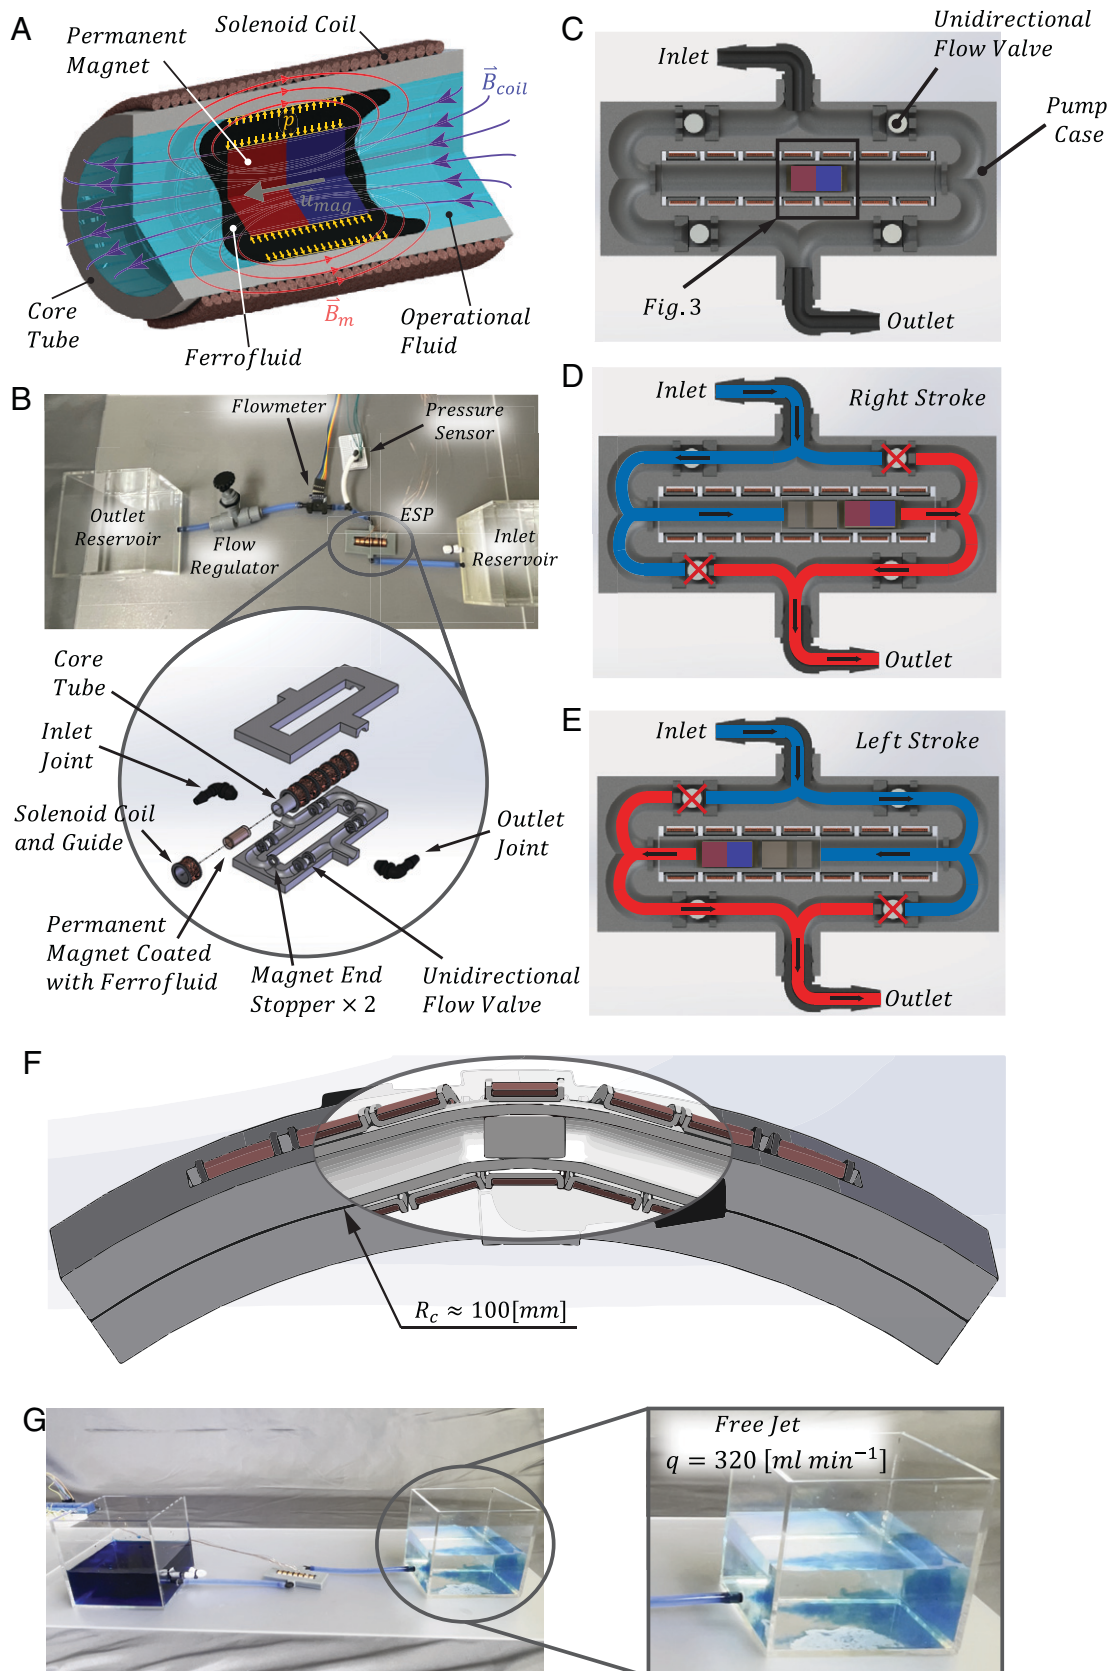 A
Solenoid Coil
Permanent
Magnet
B⃗coil
p
u⃗mag
B⃗m
Core
Tube
Ferrofluid
Operational
Fluid
B
Flowmeter
Pressure
Sensor
Outlet
Reservoir
Flow
Regulator
ESP
Inlet
Reservoir
Core
Tube
Inlet
Joint
Solenoid Coil
and Guide
Outlet
Joint
Permanent
Magnet Coated
with Ferrofluid
Magnet End
Stopper × 2
Unidirectional
Flow Valve
C
Inlet
Unidirectional
Flow Valve
Pump
Case
Fig. 3
Outlet
D
Inlet
Right Stroke
Outlet
E
Inlet
Left Stroke
Outlet
F
Rc ≈ 100[mm]
G
Free Jet
q = 320 [ml min⁻¹]